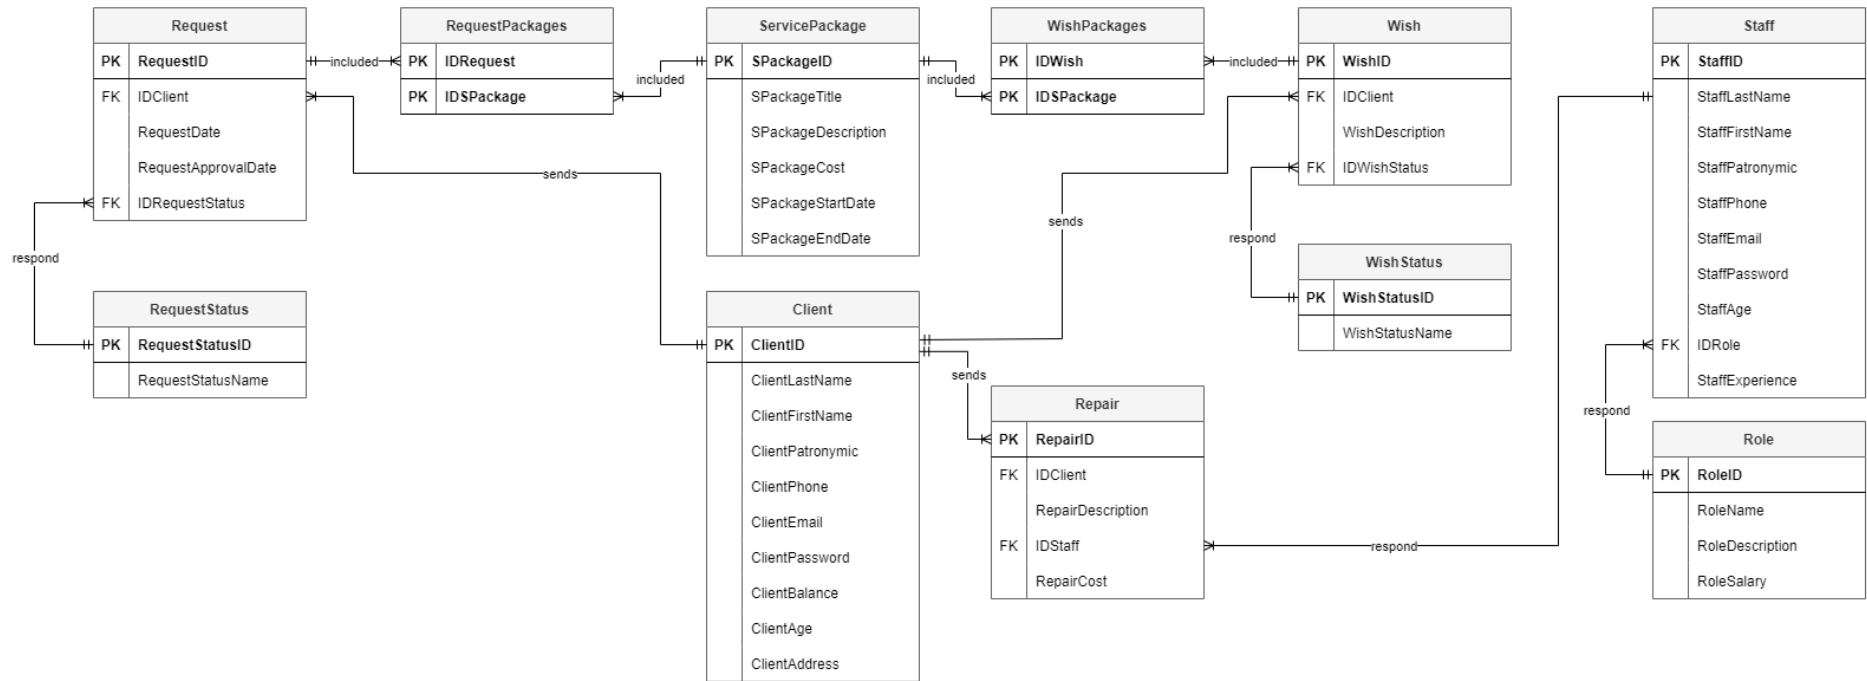 Request
PK RequestID
FK IDClient
RequestDate
RequestApprovalDate
FK IDRequestStatus
RequestPackages
PK IDRequest
PK IDSPackage
ServicePackage
PK SPackageID
SPackageTitle
SPackageDescription
SPackageCost
SPackageStartDate
SPackageEndDate
WishPackages
PK IDWish
PK IDSPackage
Wish
PK WishID
FK IDClient
WishDescription
FK IDWishStatus
Staff
PK StaffID
StaffLastName
StaffFirstName
StaffPatronymic
StaffPhone
StaffEmail
StaffPassword
StaffAge
FK IDRole
StaffExperience
included
included
included
included
sends
sends
respond
respond
RequestStatus
PK RequestStatusID
RequestStatusName
Client
PK ClientID
ClientLastName
ClientFirstName
ClientPatronymic
ClientPhone
ClientEmail
ClientPassword
ClientBalance
ClientAge
ClientAddress
WishStatus
PK WishStatusID
WishStatusName
sends
Repair
PK RepairID
FK IDClient
RepairDescription
FK IDStaff
RepairCost
respond
respond
Role
PK RoleID
RoleName
RoleDescription
RoleSalary